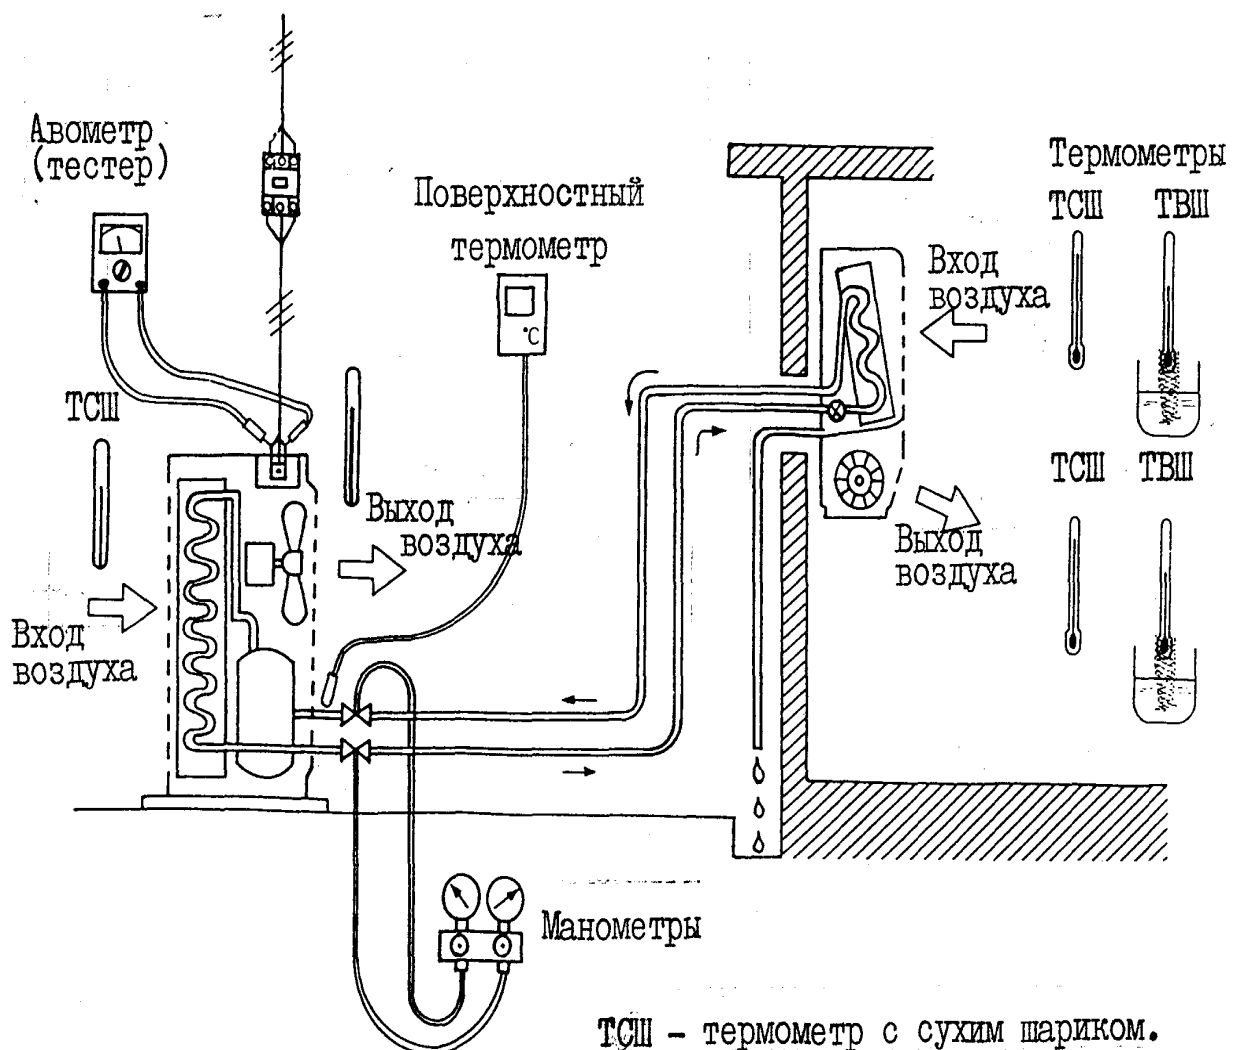 Авометр
(тестер)
Поверхностный
термометр
°С
Термометры
ТСШ ТВШ
Вход
воздуха
ТСШ
ТСШ ТВШ
Выход
воздуха
Выход
воздуха
Вход
воздуха
Манометры
ТСШ - термометр с сухим шариком.